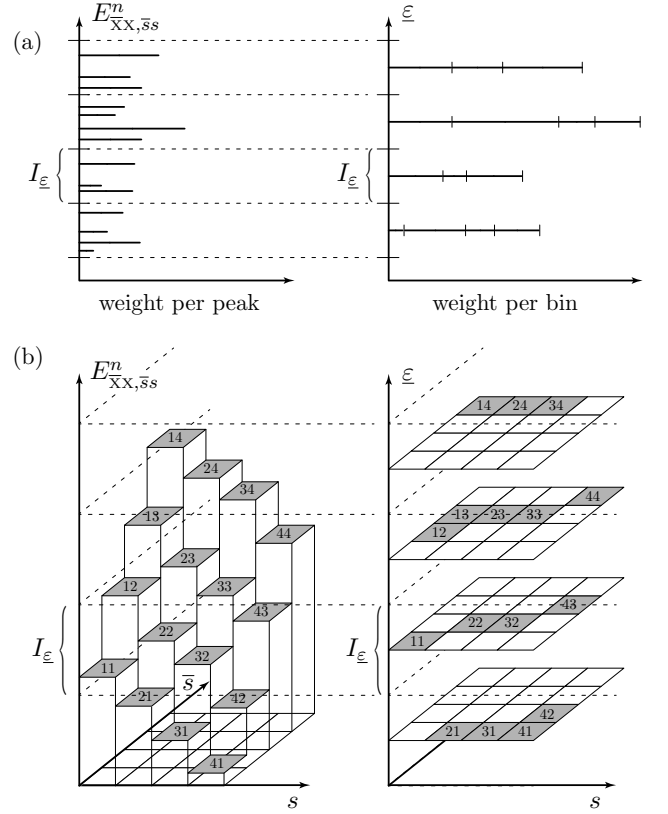 (a)
E^n_{X̅X,s̅s}
ε̲
I_ε̲
I_ε̲
weight per peak
weight per bin
(b)
E^n_{X̅X,s̅s}
ε̲
14
14 24 34
24
34
13
44
44
13 23 33
12
23
12
33
43
43
I_ε̲
I_ε̲
22
22 32
11
32
11
s̅
21
42
42
31
21 31 41
41
s
s